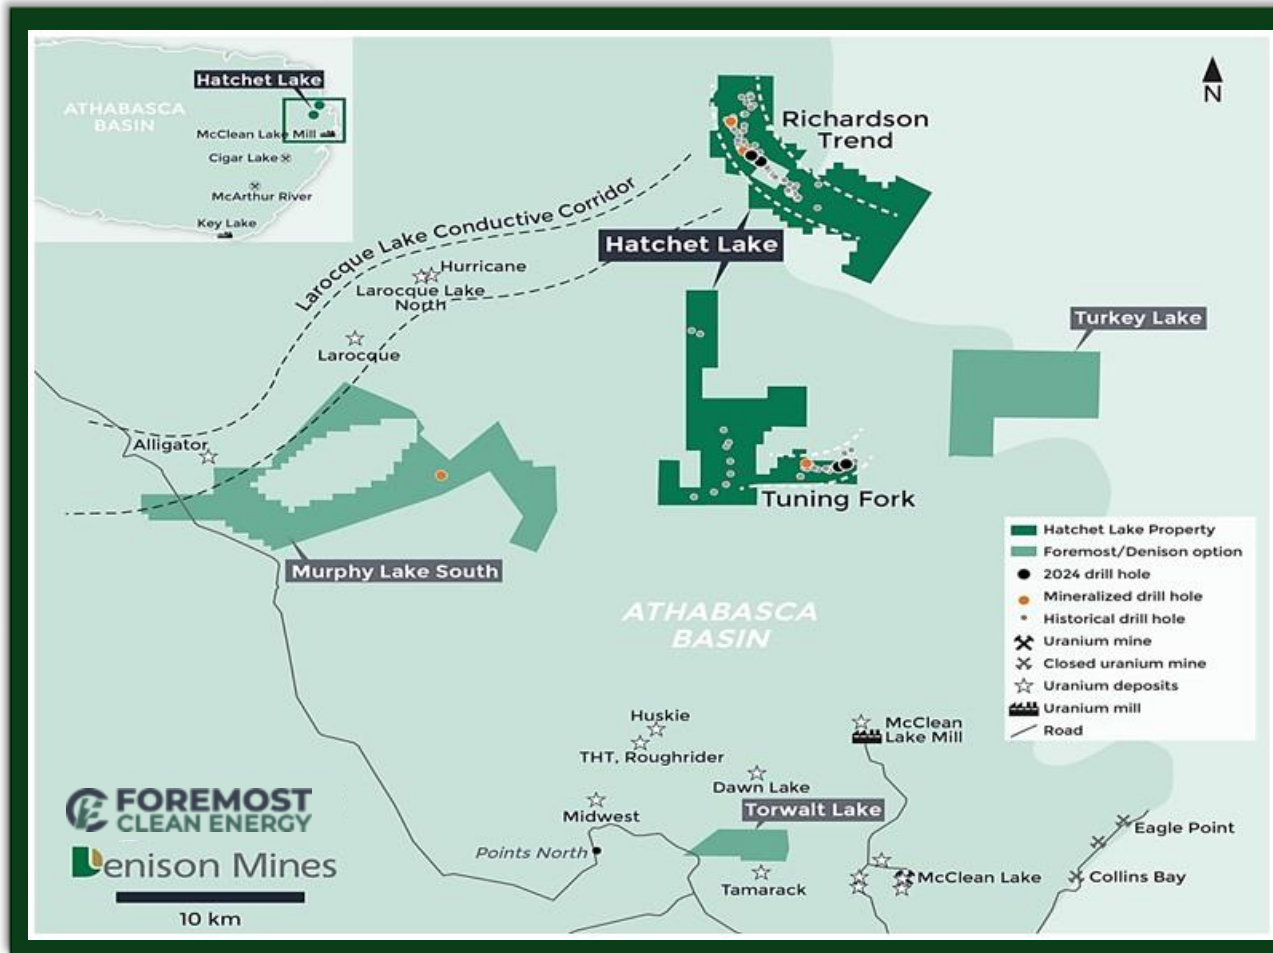 Hatchet Lake
ATHABASCA
BASIN
McClean Lake Mill
Cigar Lake
McArthur River
Key Lake
N
Richardson
Trend
Larocque Lake Conductive Corridor
Hatchet Lake
Hurricane
Larocque Lake
North
Larocque
Turkey Lake
Alligator
Tuning Fork
Murphy Lake South
Hatchet Lake Property
Foremost/Denison option
2024 drill hole
Mineralized drill hole
Historical drill hole
Uranium mine
Closed uranium mine
Uranium deposits
Uranium mill
Road
ATHABASCA
BASIN
Huskie
THT, Roughrider
McClean
Lake Mill
Dawn Lake
Midwest
Torwalt Lake
Points North
Tamarack
McClean Lake
Eagle Point
Collins Bay
FOREMOST
CLEAN ENERGY
Denison Mines
10 km